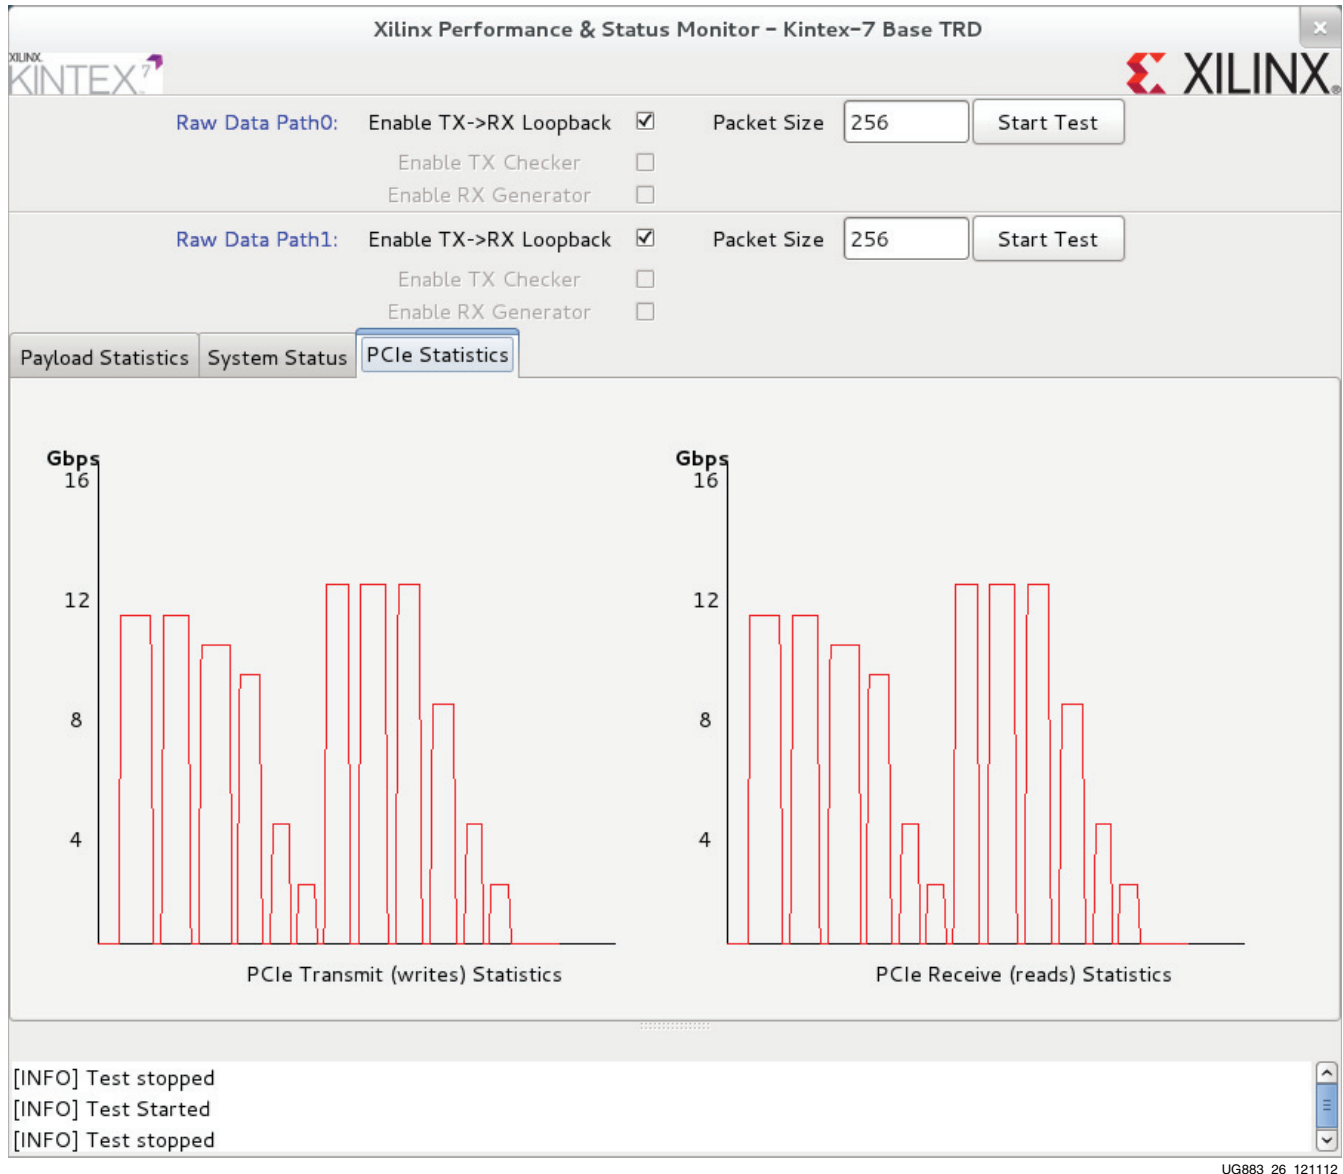 Xilinx Performance & Status Monitor - Kintex-7 Base TRD
XILINX
KINTEX 7
XILINX
Raw Data Path0: Enable TX->RX Loopback Packet Size 256 Start Test
Enable TX Checker
Enable RX Generator
Raw Data Path1: Enable TX->RX Loopback Packet Size 256 Start Test
Enable TX Checker
Enable RX Generator
Payload Statistics System Status PCIe Statistics
Gbps Gbps
16 16
12 12
8 8
4 4
PCIe Transmit (writes) Statistics PCIe Receive (reads) Statistics
[INFO] Test stopped
[INFO] Test Started
[INFO] Test stopped
UG883_26_121112